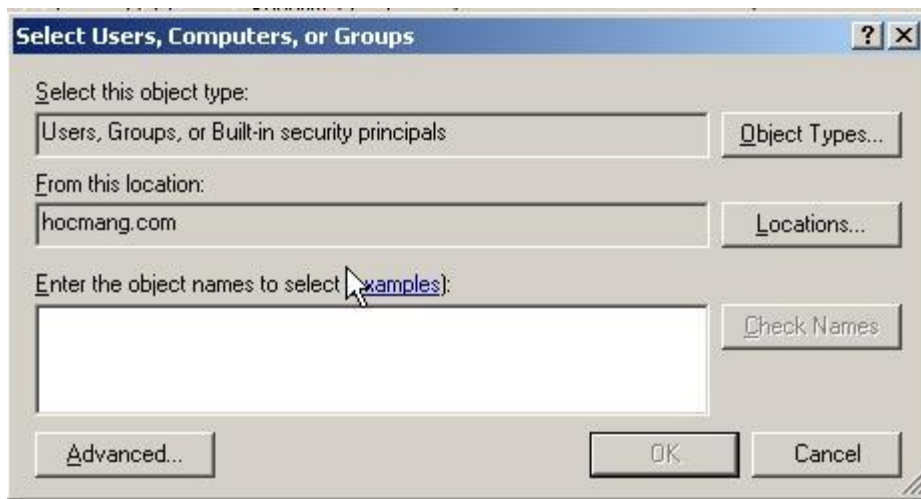 Select Users, Computers, or Groups
Select this object type:
Users, Groups, or Built-in security principals
Object Types...
From this location:
hocmang.com
Locations...
Enter the object names to select xamples):
Check Names
Advanced...
OK
Cancel